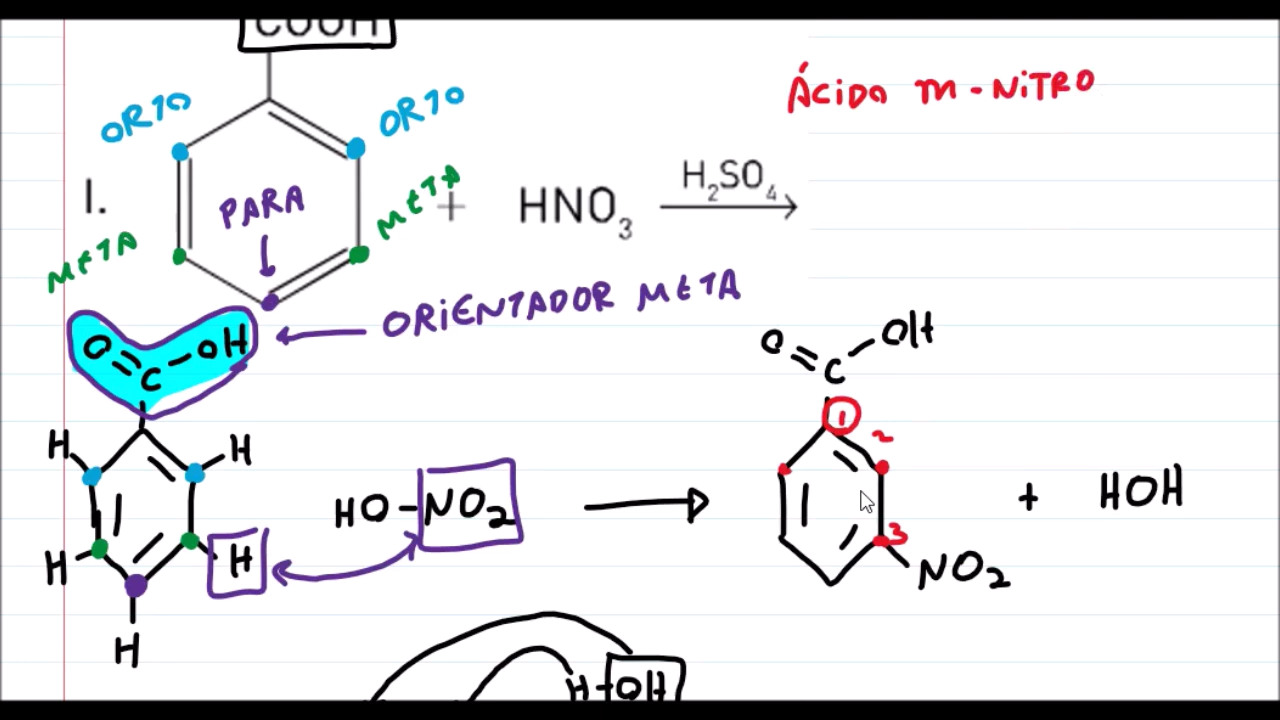 COOH
ORTO
ORTO
ÁCIDO m-NITRO
I.
PARA
META
+ HNO3
H2SO4
META
ORIENTADOR META
O
C
OH
O
C
OH
1
2
H
H
HO-NO2
+ HOH
3
H
H
NO2
H
H-OH